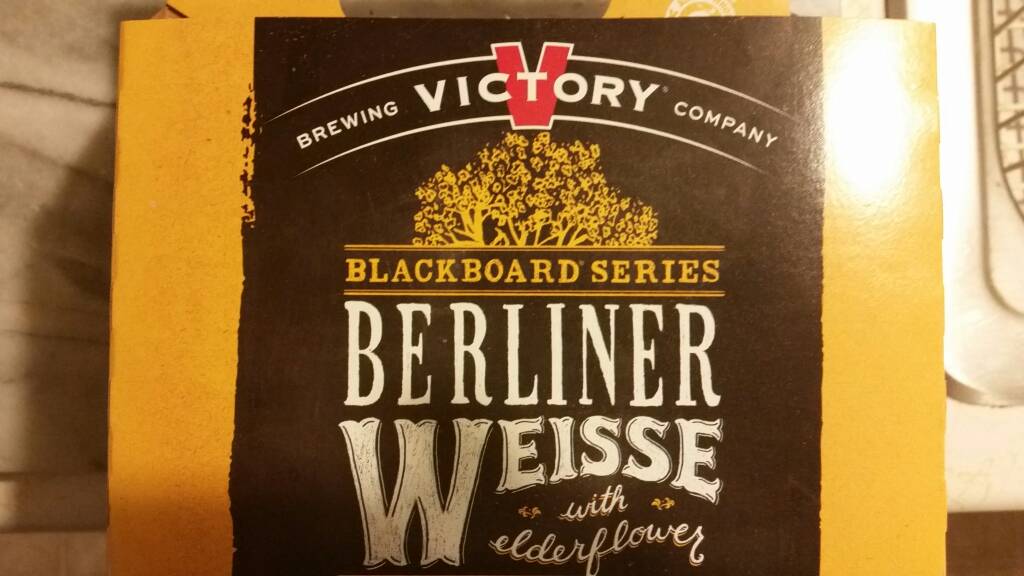 BREWING VICTORY COMPANY
BLACKBOARD SERIES
BERLINER
WEISSE
with
elderflower